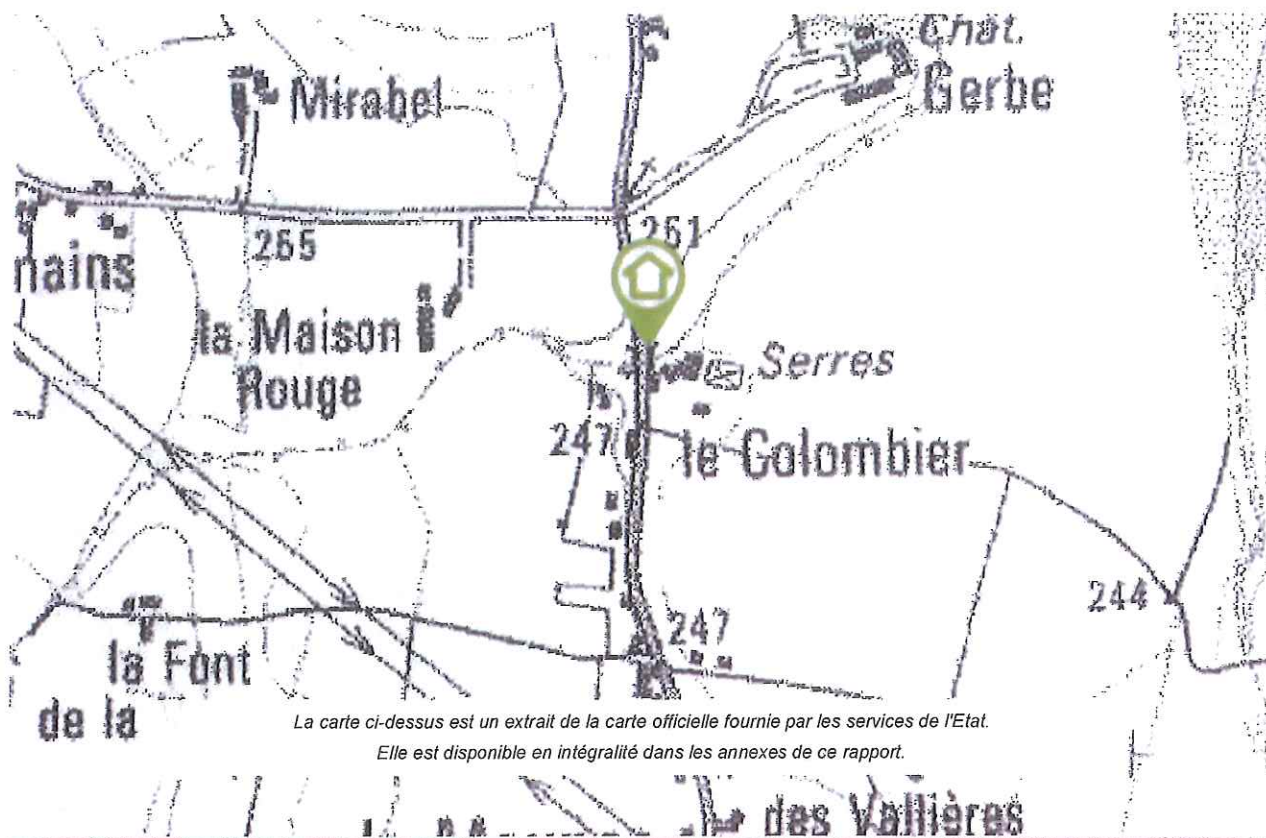 Chat.
Gerbe
Mirabel
265
251
nains
la Maison
Rouge
Serres
247
le Colombier
244
247
la Font
de la
La carte ci-dessus est un extrait de la carte officielle fournie par les services de l'Etat.
Elle est disponible en intégralité dans les annexes de ce rapport.
des Vallières